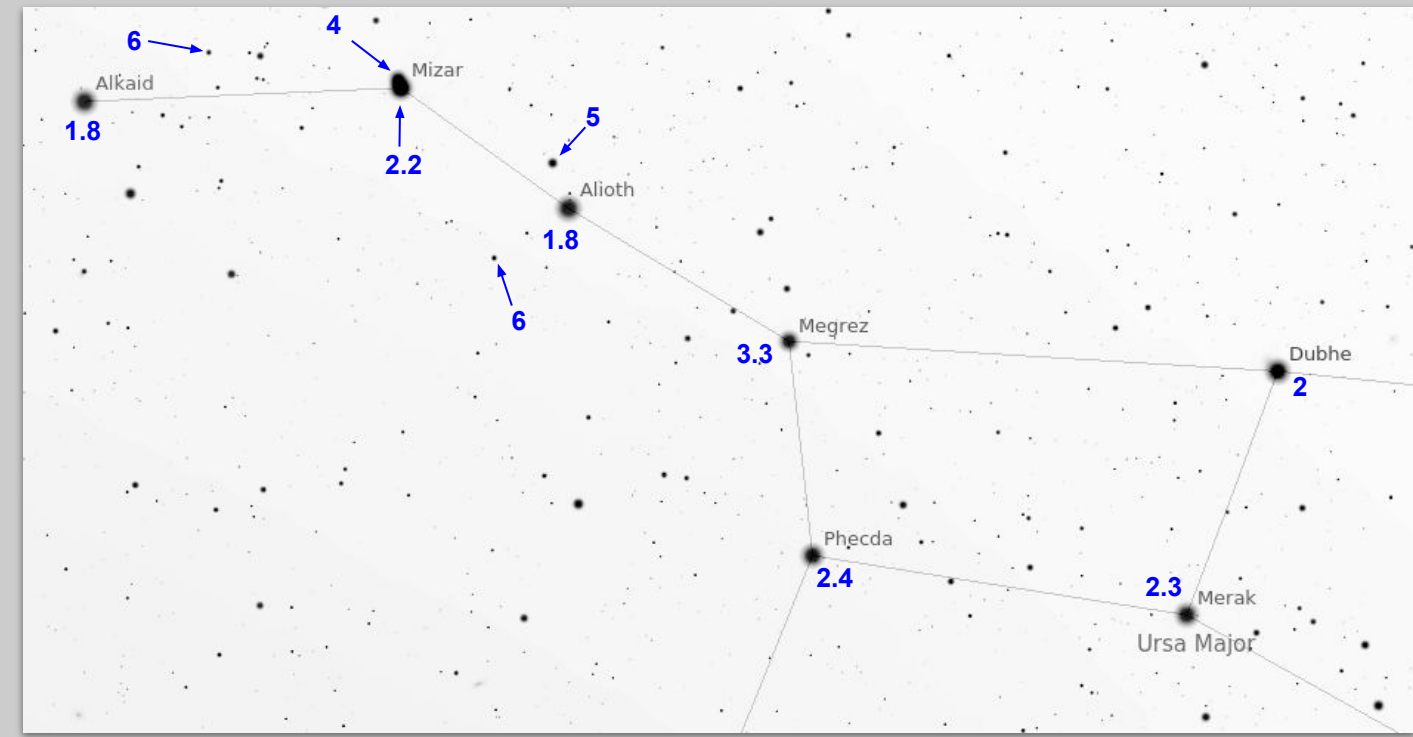 4
6
Mizar
Alkaid
5
1.8
2.2
Alioth
1.8
6
Megrez
3.3
Dubhe
2
Phecda
2.4
2.3
Merak
Ursa Major